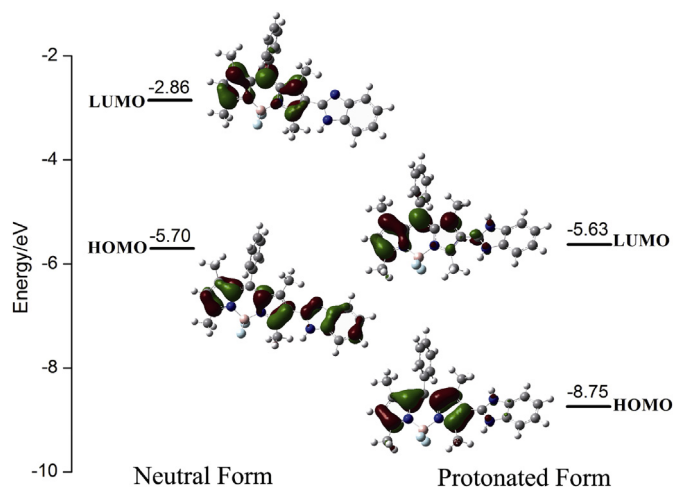 -2
-2.86
LUMO
-4
-5.63
LUMO
-5.70
HOMO
Energy/eV
-6
-8
-8.75
HOMO
-10
Neutral Form
Protonated Form